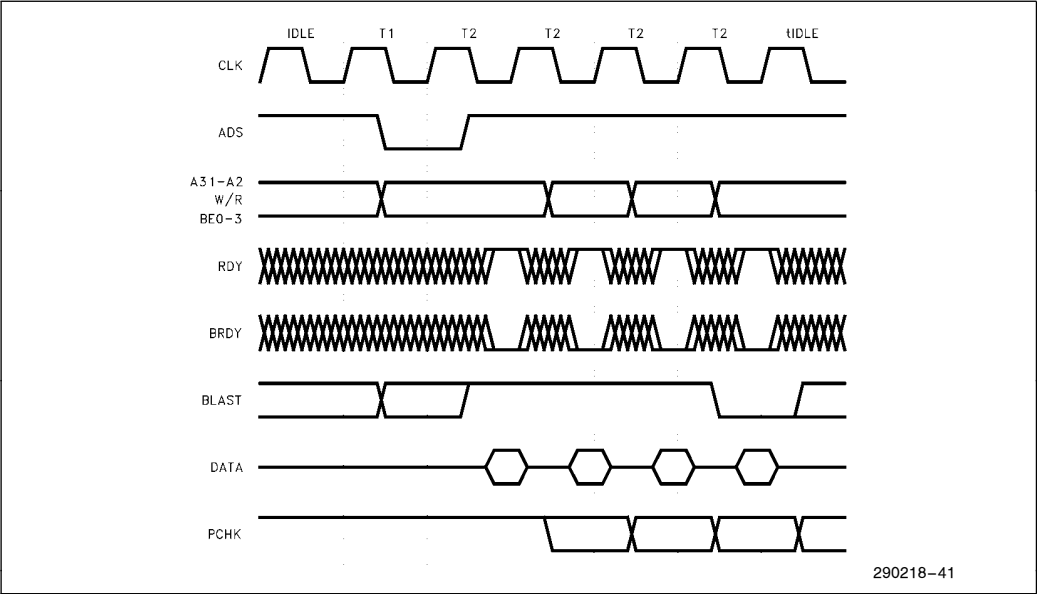 IDLE T1 T2 T2 T2 T2 tIDLE
CLK
ADS
A31-A2
W/R
BE0-3
RDY
BRDY
BLAST
DATA
PCHK
290218-41